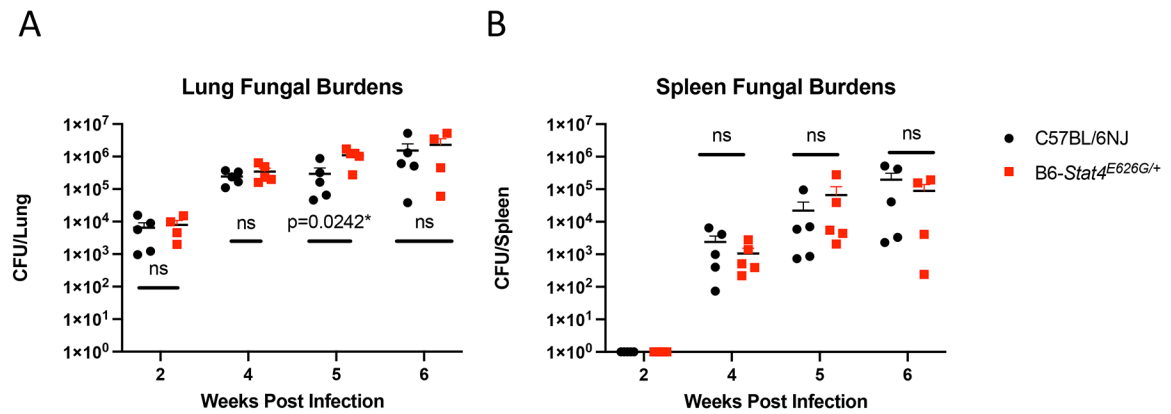 A
B
Lung Fungal Burdens
Spleen Fungal Burdens
CFU/Lung
1×10⁷
1×10⁶
1×10⁵
1×10⁴
1×10³
1×10²
1×10¹
1×10⁰
ns
ns
p=0.0242*
ns
2
4
5
6
Weeks Post Infection
CFU/Spleen
1×10⁷
1×10⁶
1×10⁵
1×10⁴
1×10³
1×10²
1×10¹
1×10⁰
ns
ns
ns
2
4
5
6
Weeks Post Infection
C57BL/6NJ
B6-Stat4ᴱ⁶²⁶ᴳ/⁺